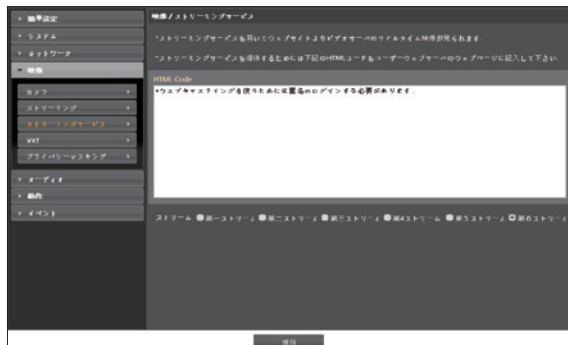 簡単設定
システム
ネットワーク
映像
カメラ
ストリーミング
ストリーミングサービス
VAT
プライバシーマスキング
オーディオ
動作
イベント
映像 / ストリーミングサービス
*ストリーミングサービスを用いてウェブサイトよりビデオサーバのリアルタイム映像が見られます.
*ストリーミングサービスを提供するためには下記のHTMLコードをユーザーウェブサーバのウェブページに記入して下さい.
HTML Code
*ウェブキャスティングを使うためには匿名のログインする必要があります.
ストリーム 第一ストリーム 第二ストリーム 第三ストリーム 第4ストリーム 第5ストリーム 第6ストリーム
保存